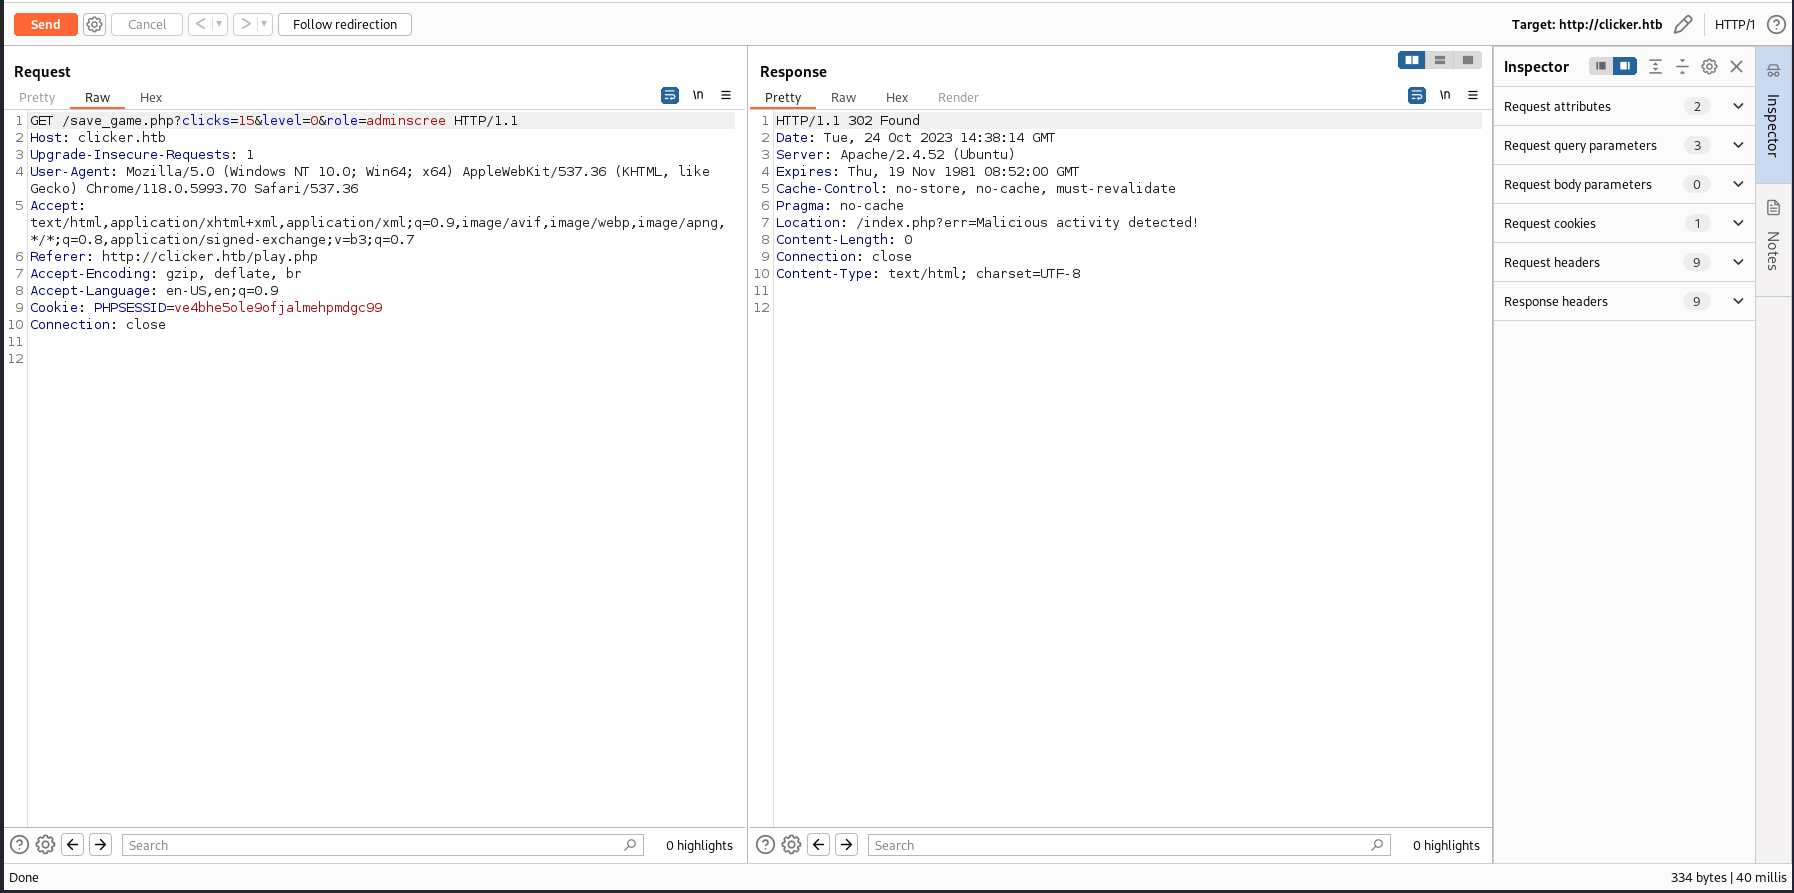 Send Cancel < > Follow redirection Target: http://clicker.htb HTTP/1
Request
Pretty Raw Hex \n
1 GET /save_game.php?clicks=15&level=0&role=adminscree HTTP/1.1
2 Host: clicker.htb
3 Upgrade-Insecure-Requests: 1
4 User-Agent: Mozilla/5.0 (Windows NT 10.0; Win64; x64) AppleWebKit/537.36 (KHTML, like
Gecko) Chrome/118.0.5993.70 Safari/537.36
5 Accept:
text/html,application/xhtml+xml,application/xml;q=0.9,image/avif,image/webp,image/apng,
*/*;q=0.8,application/signed-exchange;v=b3;q=0.7
6 Referer: http://clicker.htb/play.php
7 Accept-Encoding: gzip, deflate, br
8 Accept-Language: en-US,en;q=0.9
9 Cookie: PHPSESSID=ve4bhe5ole9ofjalmehpmdgc99
10 Connection: close
11
12
Search 0 highlights
Response
Pretty Raw Hex Render \n
1 HTTP/1.1 302 Found
2 Date: Tue, 24 Oct 2023 14:38:14 GMT
3 Server: Apache/2.4.52 (Ubuntu)
4 Expires: Thu, 19 Nov 1981 08:52:00 GMT
5 Cache-Control: no-store, no-cache, must-revalidate
6 Pragma: no-cache
7 Location: /index.php?err=Malicious activity detected!
8 Content-Length: 0
9 Connection: close
10 Content-Type: text/html; charset=UTF-8
11
12
Search 0 highlights
Inspector
Request attributes 2
Request query parameters 3
Request body parameters 0
Request cookies 1
Request headers 9
Response headers 9
Inspector
Notes
Done 334 bytes | 40 millis